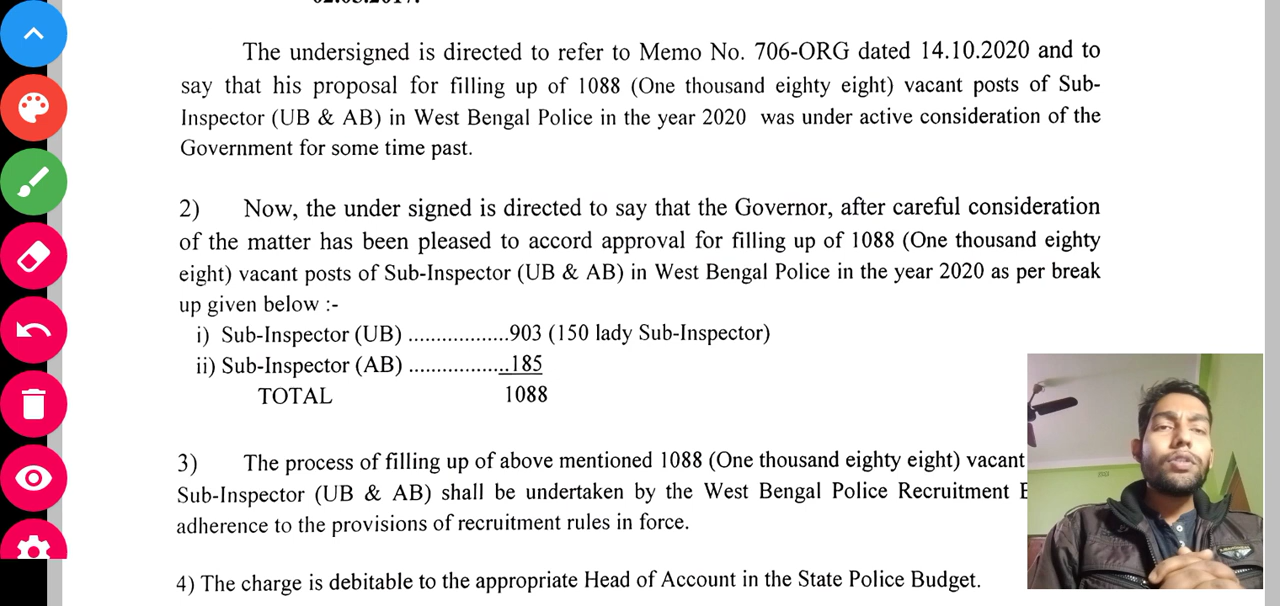 The undersigned is directed to refer to Memo No. 706-ORG dated 14.10.2020 and to
say that his proposal for filling up of 1088 (One thousand eighty eight) vacant posts of Sub-
Inspector (UB & AB) in West Bengal Police in the year 2020 was under active consideration of the
Government for some time past.
2) Now, the under signed is directed to say that the Governor, after careful consideration
of the matter has been pleased to accord approval for filling up of 1088 (One thousand eighty
eight) vacant posts of Sub-Inspector (UB & AB) in West Bengal Police in the year 2020 as per break
up given below :-
i) Sub-Inspector (UB) ..................903 (150 lady Sub-Inspector)
ii) Sub-Inspector (AB) ..................185
TOTAL 1088
3) The process of filling up of above mentioned 1088 (One thousand eighty eight) vacant
Sub-Inspector (UB & AB) shall be undertaken by the West Bengal Police Recruitment
adherence to the provisions of recruitment rules in force.
4) The charge is debitable to the appropriate Head of Account in the State Police Budget.